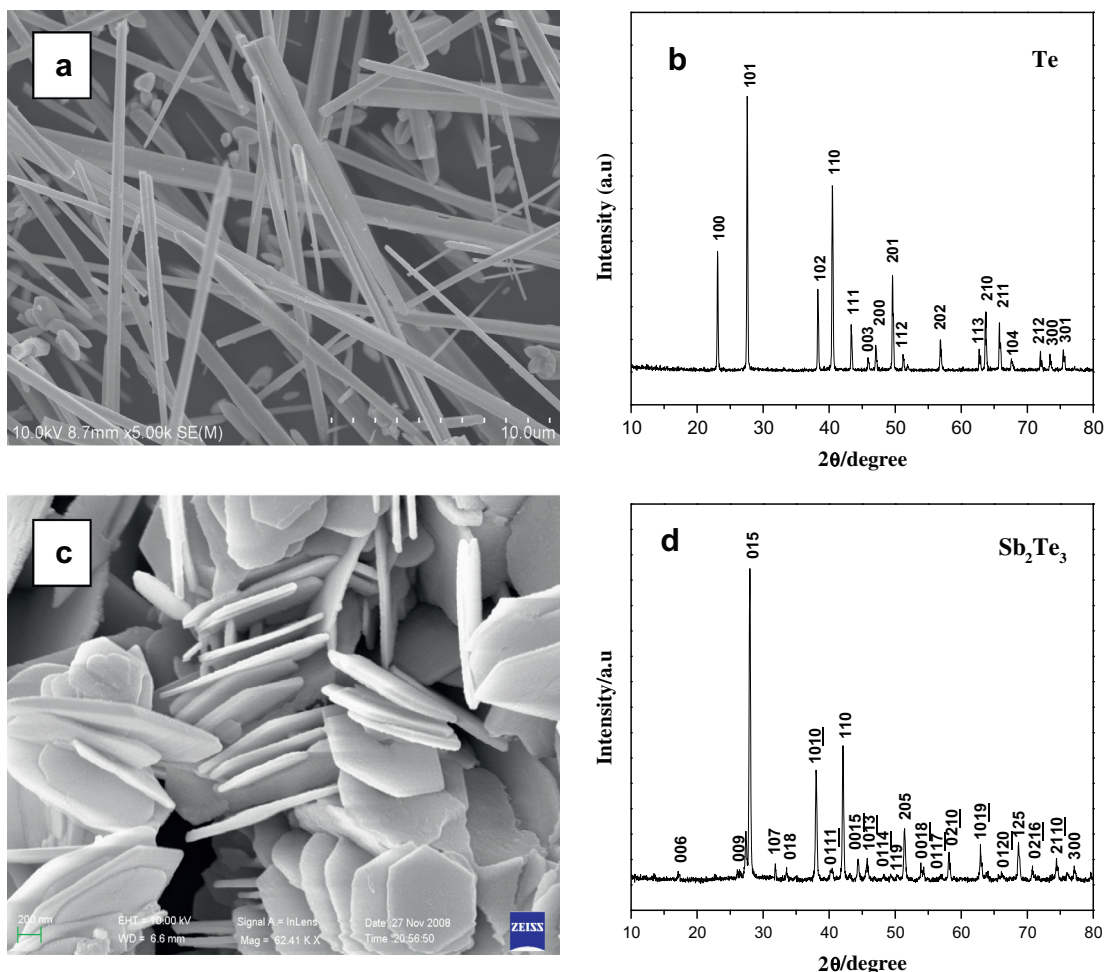 a
10.0kV 8.7mm x5.00k SE(M)
10.0um
b
Te
Intensity (a.u)
100
101
102
110
111
003
200
201
112
202
113
210
211
104
212
300
301
10 20 30 40 50 60 70 80
2θ/degree
c
200 nm
EHT = 10.00 kV
WD = 6.6 mm
Signal A = InLens
Mag = 62.41 K X
Date :27 Nov 2008
Time :20:56:50
ZEISS
d
Sb₂Te₃
Intensity/a.u
006
009
015
107
018
1010
0111
110
0015
1013
0114
119
205
0018
0117
0210
1019
0120
125
0216
2110
300
10 20 30 40 50 60 70 80
2θ/degree